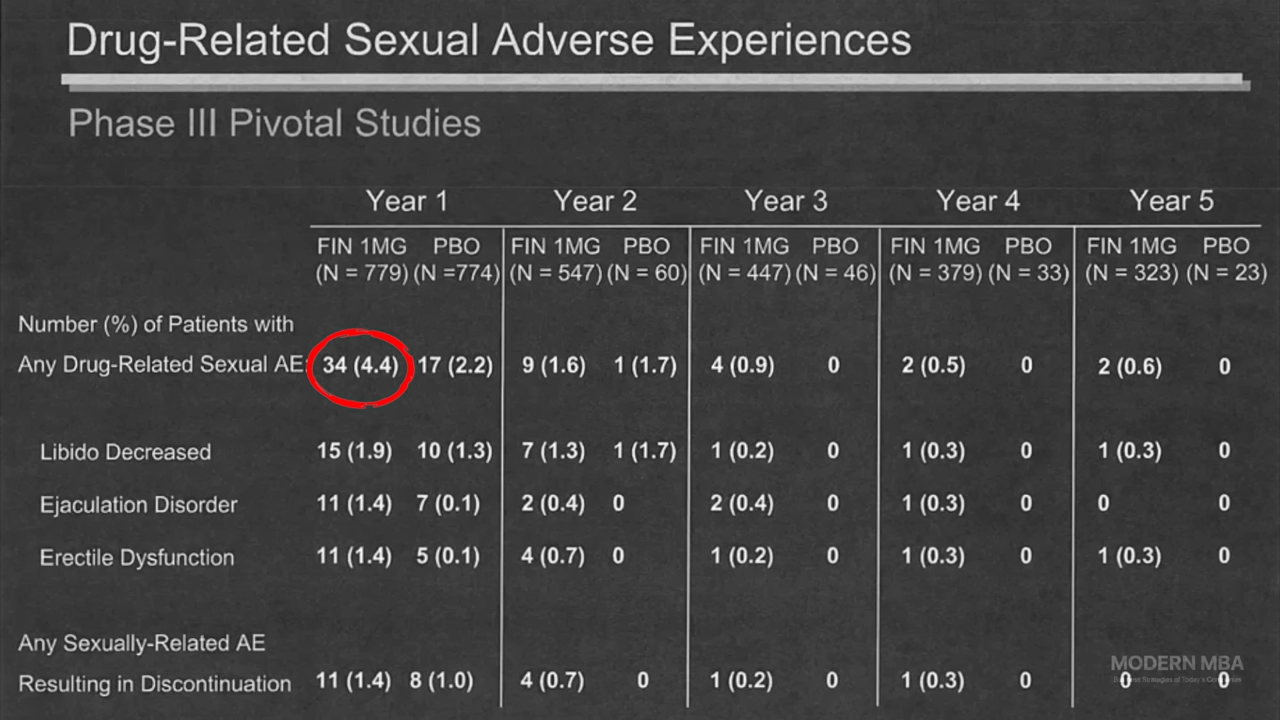 Drug-Related Sexual Adverse Experiences
Phase III Pivotal Studies
Year 1 Year 2 Year 3 Year 4 Year 5
FIN 1MG PBO FIN 1MG PBO FIN 1MG PBO FIN 1MG PBO FIN 1MG PBO
(N = 779) (N =774) (N = 547) (N = 60) (N = 447) (N = 46) (N = 379) (N = 33) (N = 323) (N = 23)
Number (%) of Patients with
Any Drug-Related Sexual AE: 34 (4.4) 17 (2.2) 9 (1.6) 1 (1.7) 4 (0.9) 0 2 (0.5) 0 2 (0.6) 0
Libido Decreased 15 (1.9) 10 (1.3) 7 (1.3) 1 (1.7) 1 (0.2) 0 1 (0.3) 0 1 (0.3) 0
Ejaculation Disorder 11 (1.4) 7 (0.1) 2 (0.4) 0 2 (0.4) 0 1 (0.3) 0 0 0
Erectile Dysfunction 11 (1.4) 5 (0.1) 4 (0.7) 0 1 (0.2) 0 1 (0.3) 0 1 (0.3) 0
Any Sexually-Related AE
Resulting in Discontinuation 11 (1.4) 8 (1.0) 4 (0.7) 0 1 (0.2) 0 1 (0.3) 0 0 0
MODERN MBA
Strategies of Today's